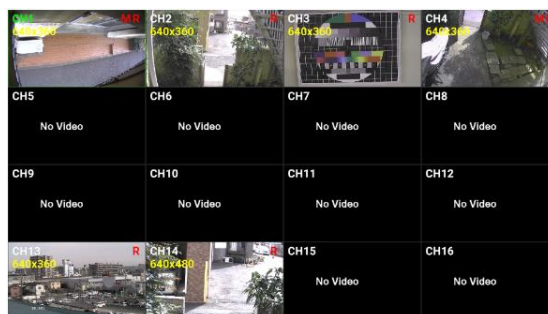 CH1 M R
640x360
CH2 R
640x360
CH3 R
640x360
CH4 M
640x360
CH5
No Video
CH6
No Video
CH7
No Video
CH8
No Video
CH9
No Video
CH10
No Video
CH11
No Video
CH12
No Video
CH13 R
640x360
CH14 R
640x480
CH15
No Video
CH16
No Video